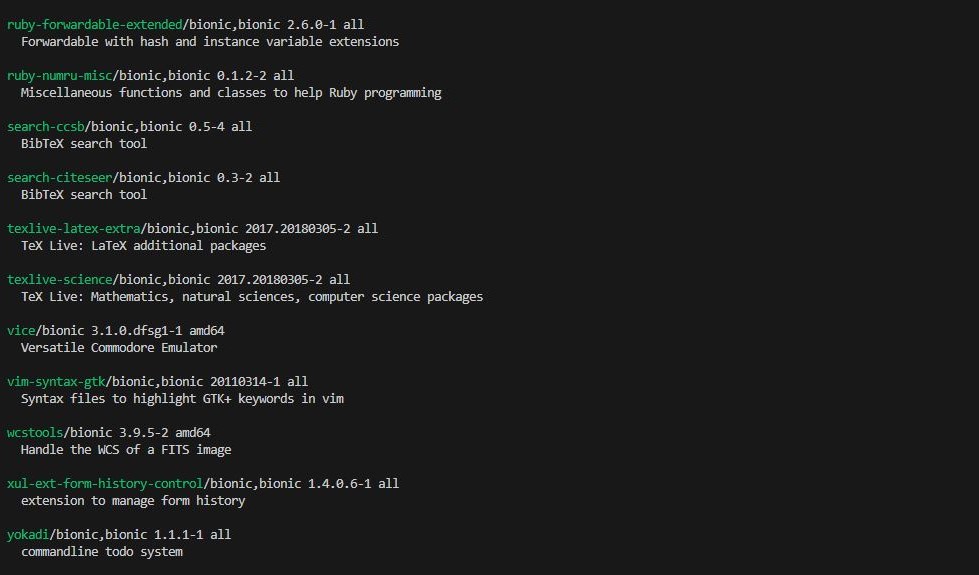 ruby-forwardable-extended/bionic,bionic 2.6.0-1 all
Forwardable with hash and instance variable extensions
ruby-numru-misc/bionic,bionic 0.1.2-2 all
Miscellaneous functions and classes to help Ruby programming
search-ccsb/bionic,bionic 0.5-4 all
BibTeX search tool
search-citeseer/bionic,bionic 0.3-2 all
BibTeX search tool
texlive-latex-extra/bionic,bionic 2017.20180305-2 all
TeX Live: LaTeX additional packages
texlive-science/bionic,bionic 2017.20180305-2 all
TeX Live: Mathematics, natural sciences, computer science packages
vice/bionic 3.1.0.dfsg1-1 amd64
Versatile Commodore Emulator
vim-syntax-gtk/bionic,bionic 20110314-1 all
Syntax files to highlight GTK+ keywords in vim
wcstools/bionic 3.9.5-2 amd64
Handle the WCS of a FITS image
xul-ext-form-history-control/bionic,bionic 1.4.0.6-1 all
extension to manage form history
yokadi/bionic,bionic 1.1.1-1 all
commandline todo system